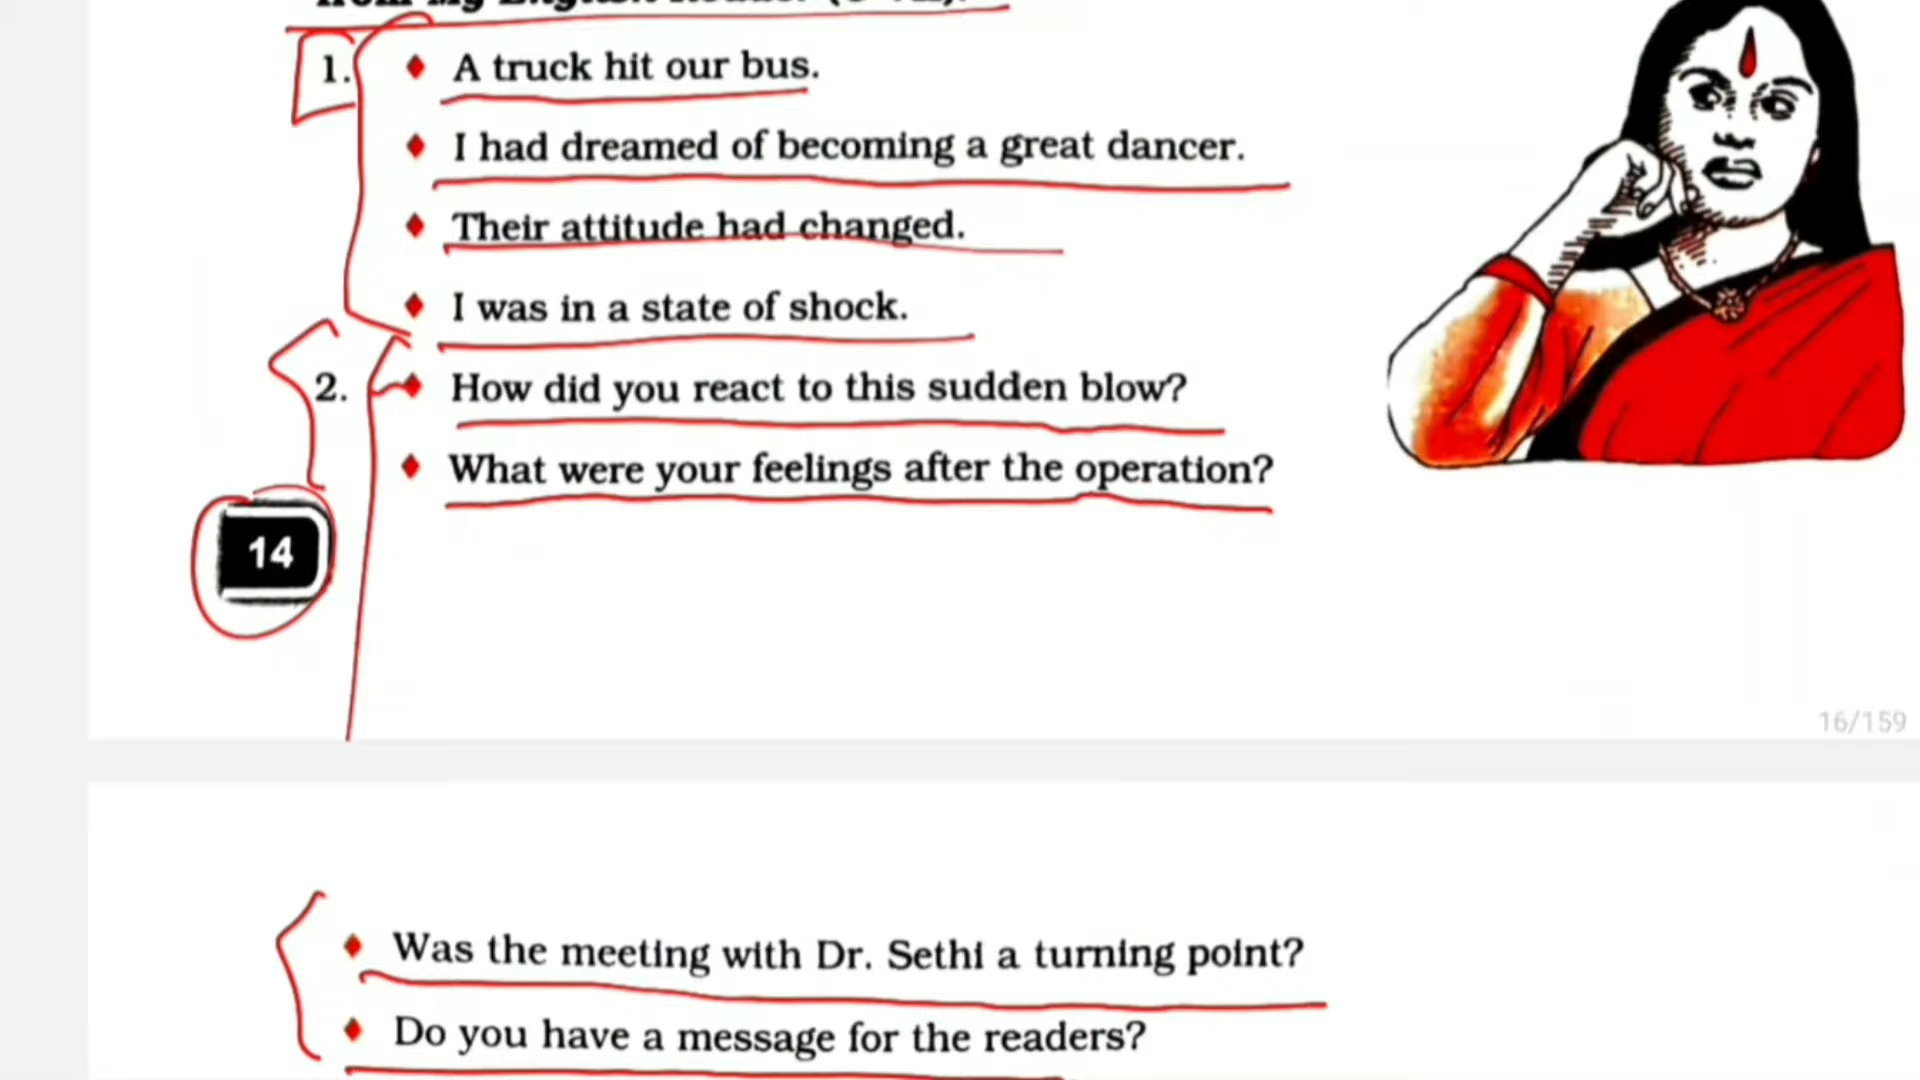 1. ♦ A truck hit our bus.
♦ I had dreamed of becoming a great dancer.
♦ Their attitude had changed.
♦ I was in a state of shock.
2. ♦ How did you react to this sudden blow?
♦ What were your feelings after the operation?
14
16/159
♦ Was the meeting with Dr. Sethi a turning point?
♦ Do you have a message for the readers?